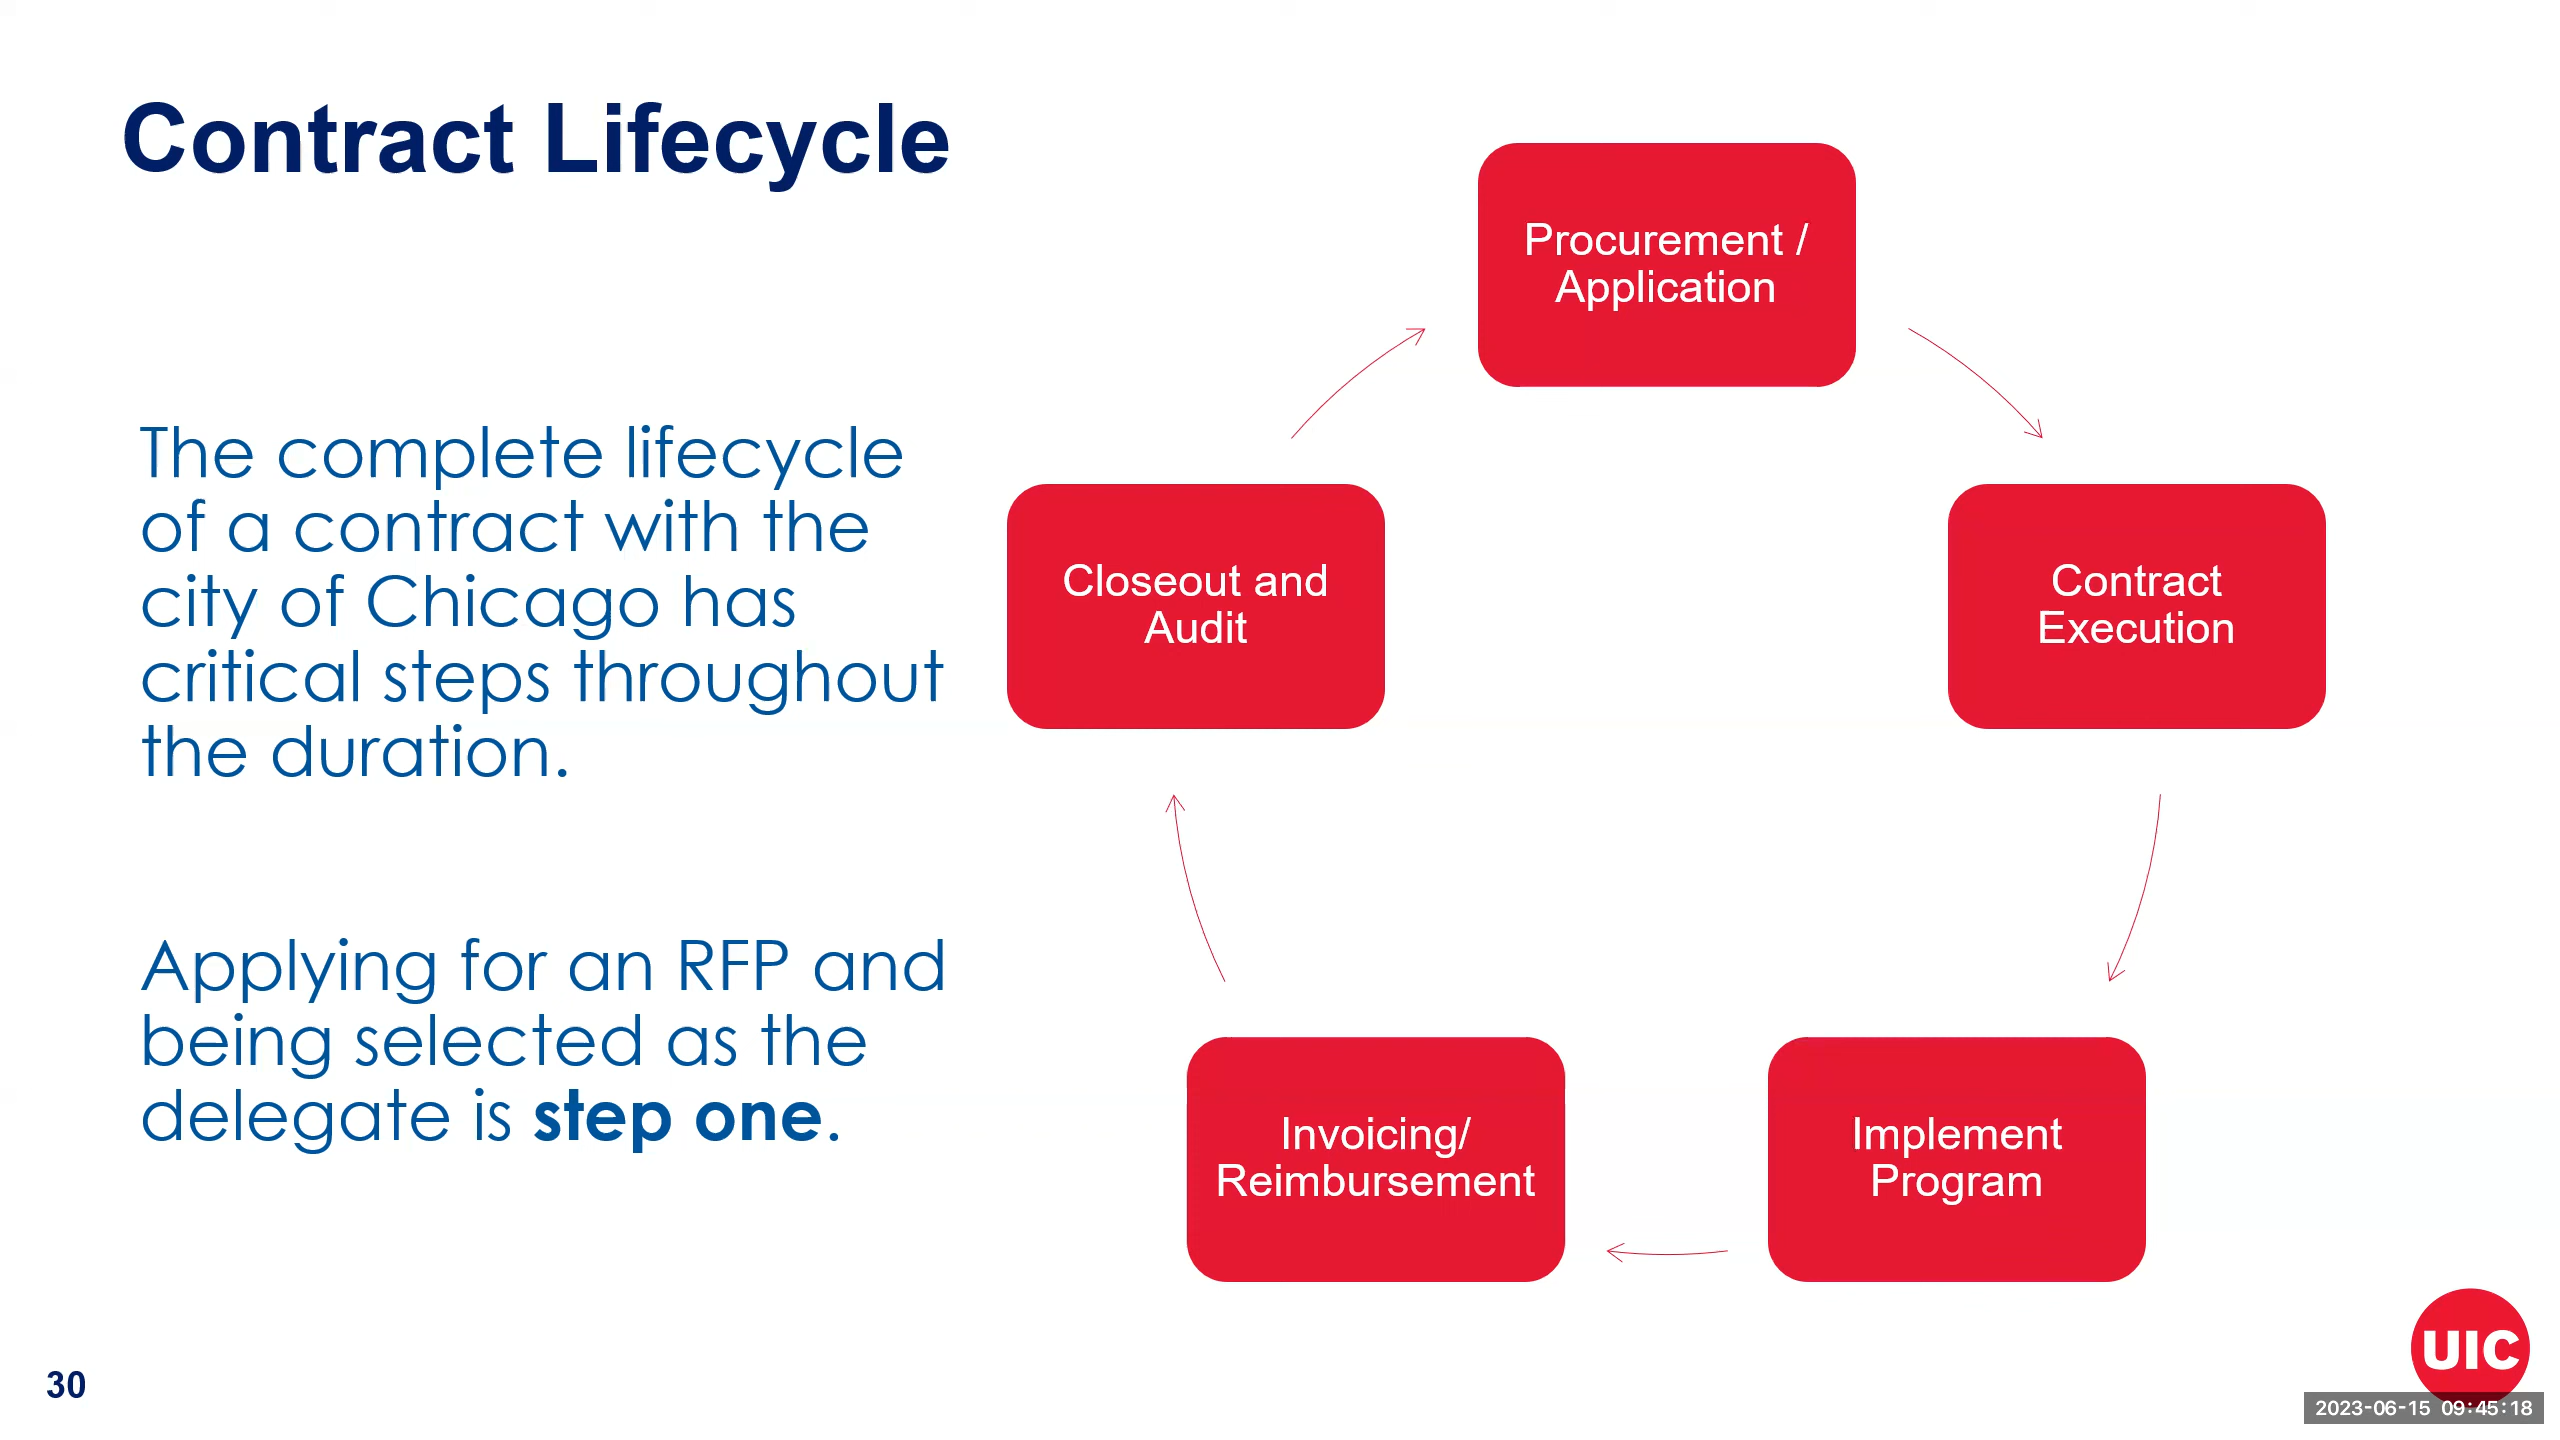 Contract Lifecycle
The complete lifecycle
of a contract with the
city of Chicago has
critical steps throughout
the duration.
Applying for an RFP and
being selected as the
delegate is step one.
Procurement /
Application
Contract
Execution
Implement
Program
Invoicing/
Reimbursement
Closeout and
Audit
30
UIC
2023-06-15 09:45:18